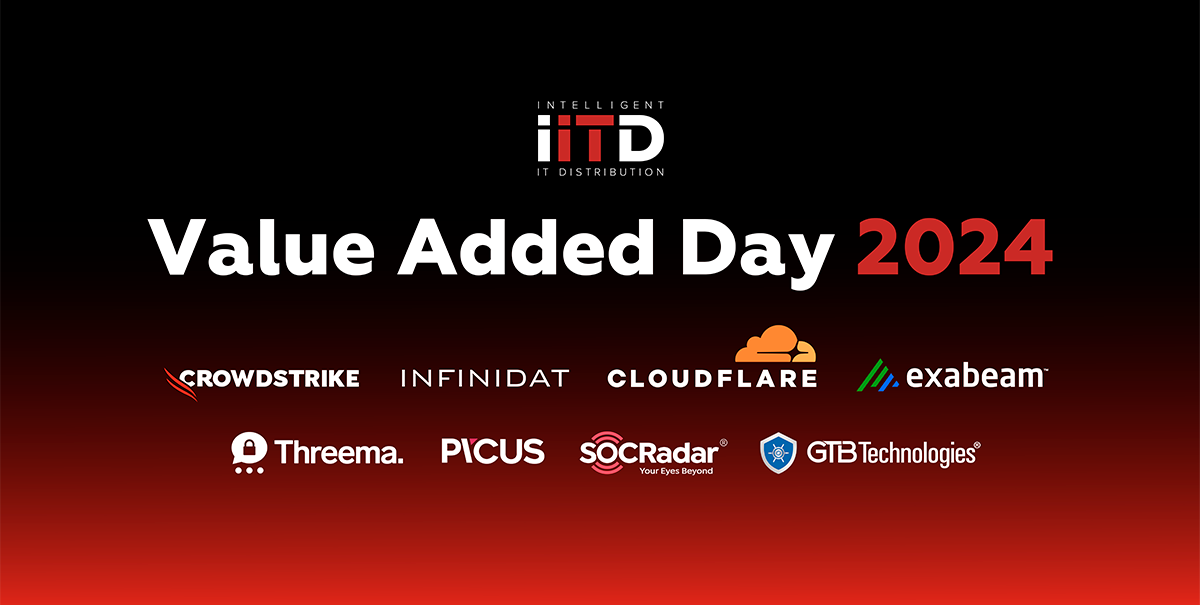 INTELLIGENT
iITD
IT DISTRIBUTION
Value Added Day 2024
CROWDSTRIKE INFINIDAT CLOUDFLARE exabeam™
Threema. PICUS SOCRadar® GTB Technologies®
Your Eyes Beyond